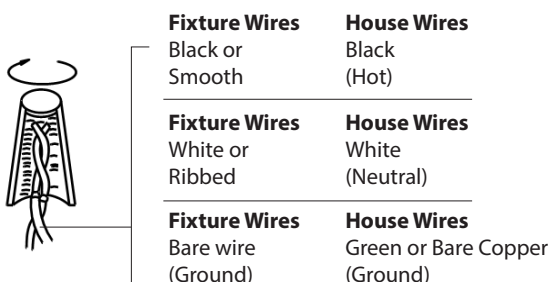 Fixture Wires House Wires
Black or Black
Smooth (Hot)
Fixture Wires House Wires
White or White
Ribbed (Neutral)
Fixture Wires House Wires
Bare wire Green or Bare Copper
(Ground) (Ground)